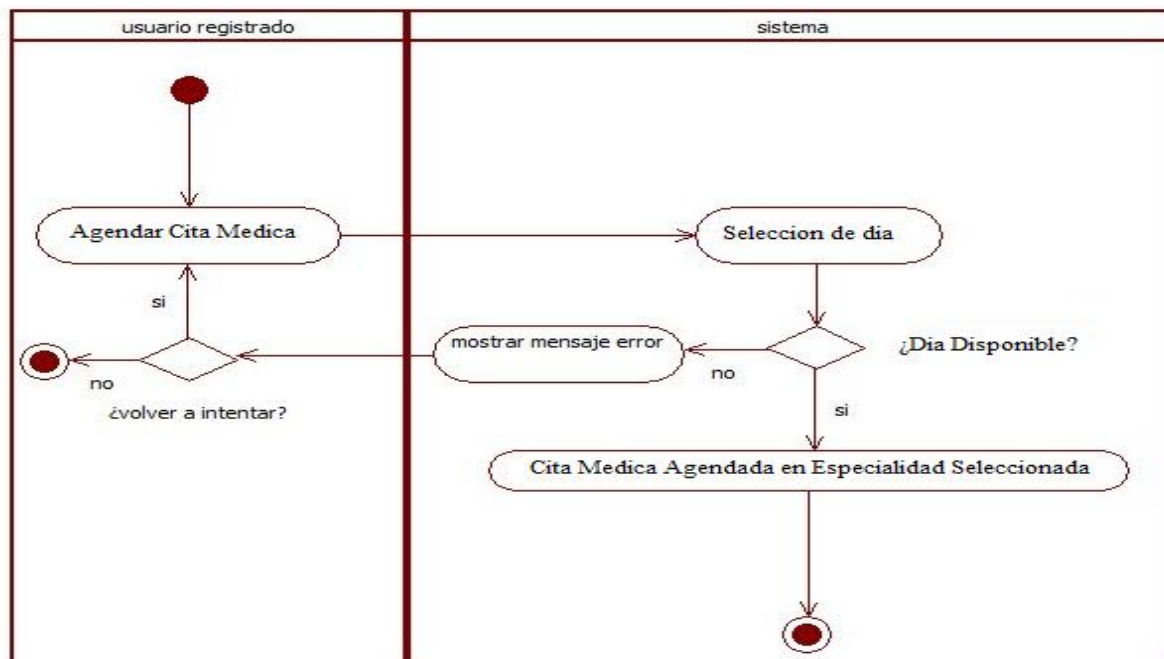 usuario registrado
sistema
Agendar Cita Medica
Seleccion de dia
si
mostrar mensaje error
¿Dia Disponible?
no
no
¿volver a intentar?
si
Cita Medica Agendada en Especialidad Seleccionada